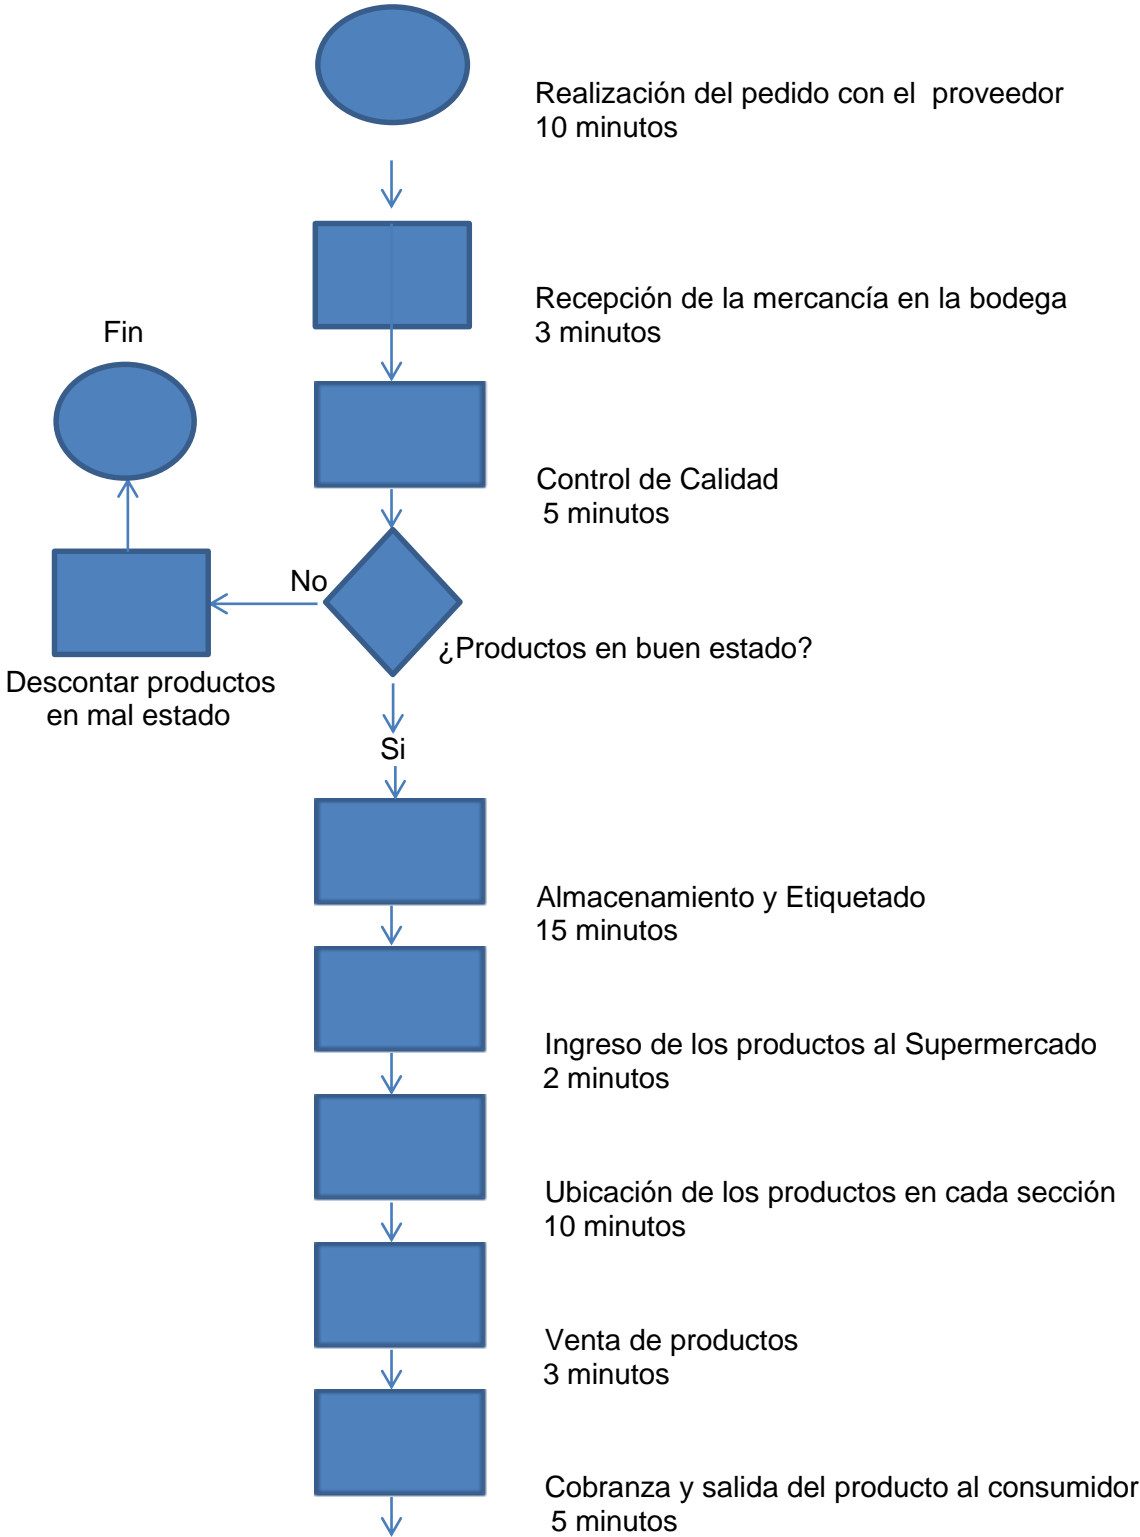 Realización del pedido con el  proveedor
10 minutos
Recepción de la mercancía en la bodega
3 minutos
Fin
Control de Calidad
5 minutos
No
¿Productos en buen estado?
Descontar productos
en mal estado
Si
Almacenamiento y Etiquetado
15 minutos
Ingreso de los productos al Supermercado
2 minutos
Ubicación de los productos en cada sección
10 minutos
Venta de productos
3 minutos
Cobranza y salida del producto al consumidor
5 minutos